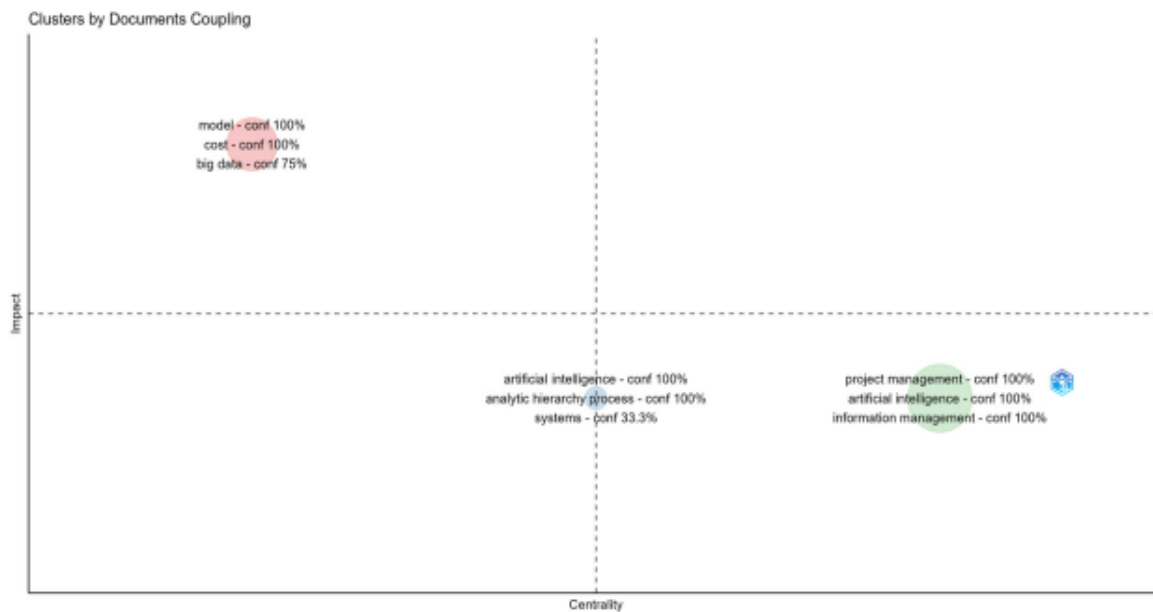 Clusters by Documents Coupling
model - conf 100%
cost - conf 100%
big data - conf 75%
Impact
artificial intelligence - conf 100%
analytic hierarchy process - conf 100%
systems - conf 33.3%
project management - conf 100%
artificial intelligence - conf 100%
information management - conf 100%
Centrality